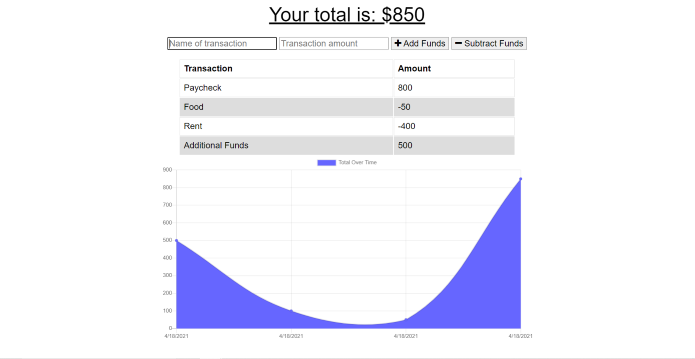 Your total is: $850
Name of transaction Transaction amount + Add Funds − Subtract Funds
Transaction Amount
Paycheck 800
Food -50
Rent -400
Additional Funds 500
Total Over Time
900
800
700
600
500
400
300
200
100
0
4/18/2021 4/18/2021 4/18/2021 4/18/2021